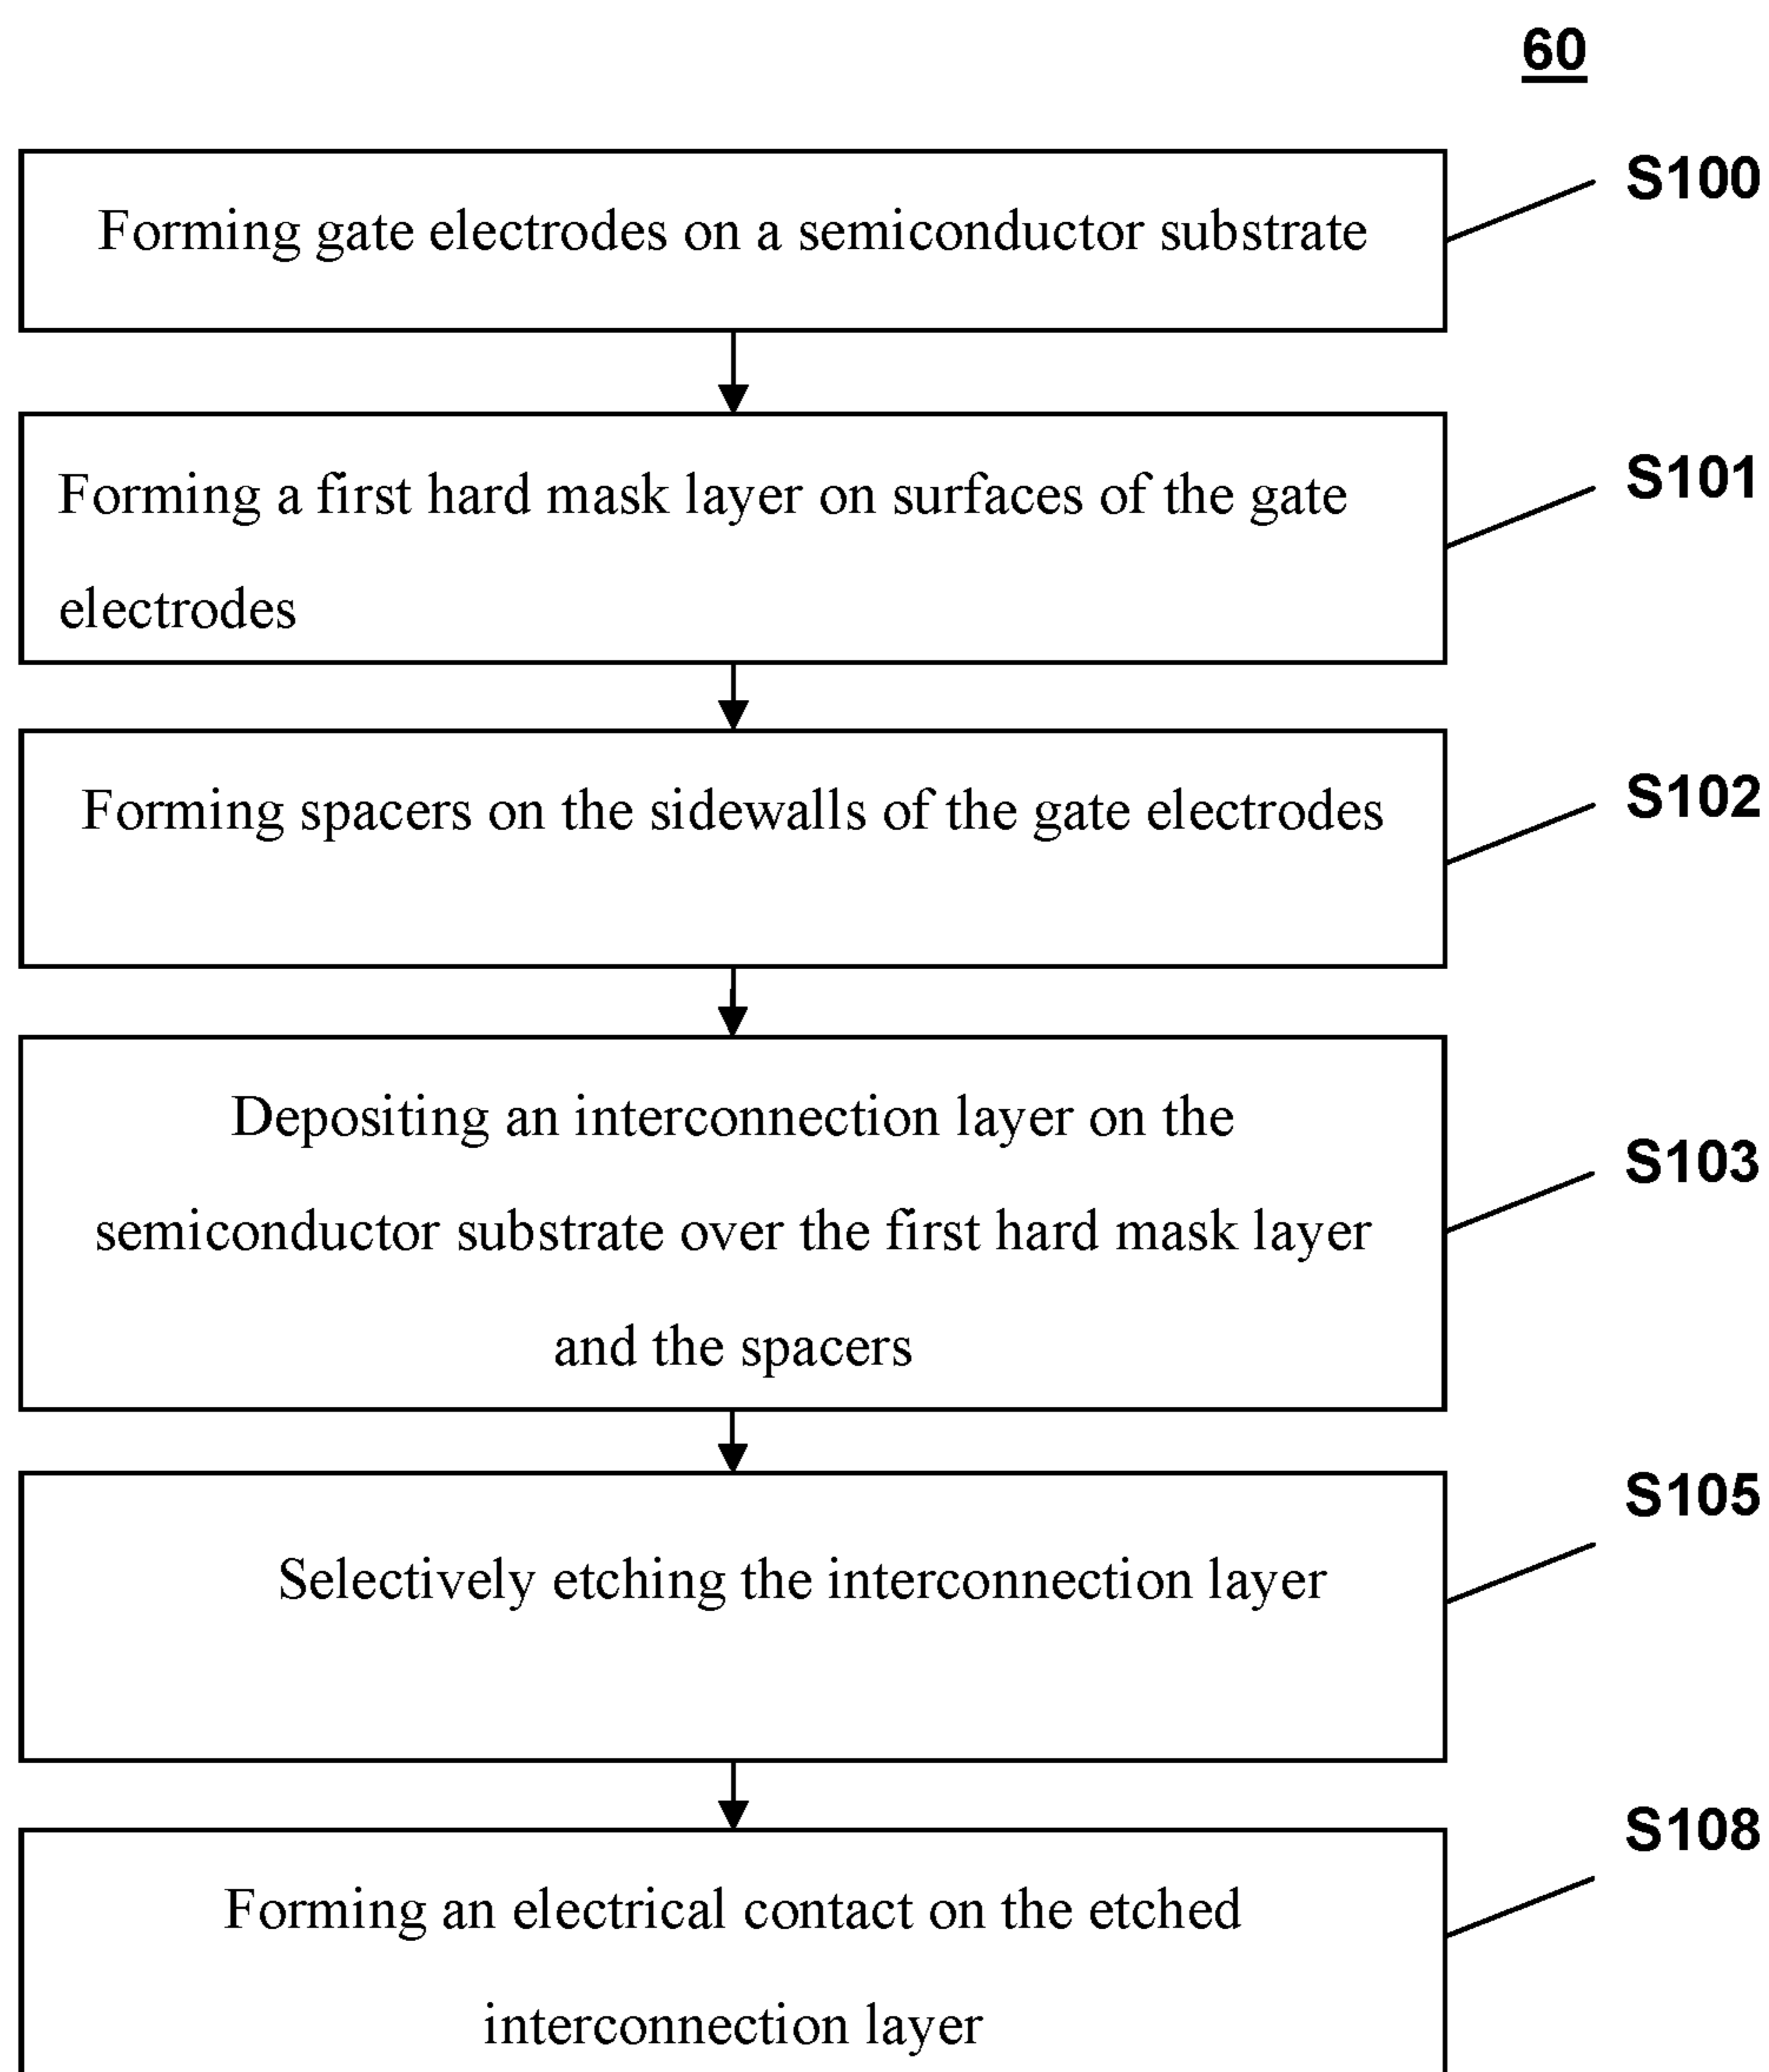 60
Forming gate electrodes on a semiconductor substrate
S100
Forming a first hard mask layer on surfaces of the gate
electrodes
S101
Forming spacers on the sidewalls of the gate electrodes
S102
Depositing an interconnection layer on the
semiconductor substrate over the first hard mask layer
and the spacers
S103
Selectively etching the interconnection layer
S105
Forming an electrical contact on the etched
interconnection layer
S108